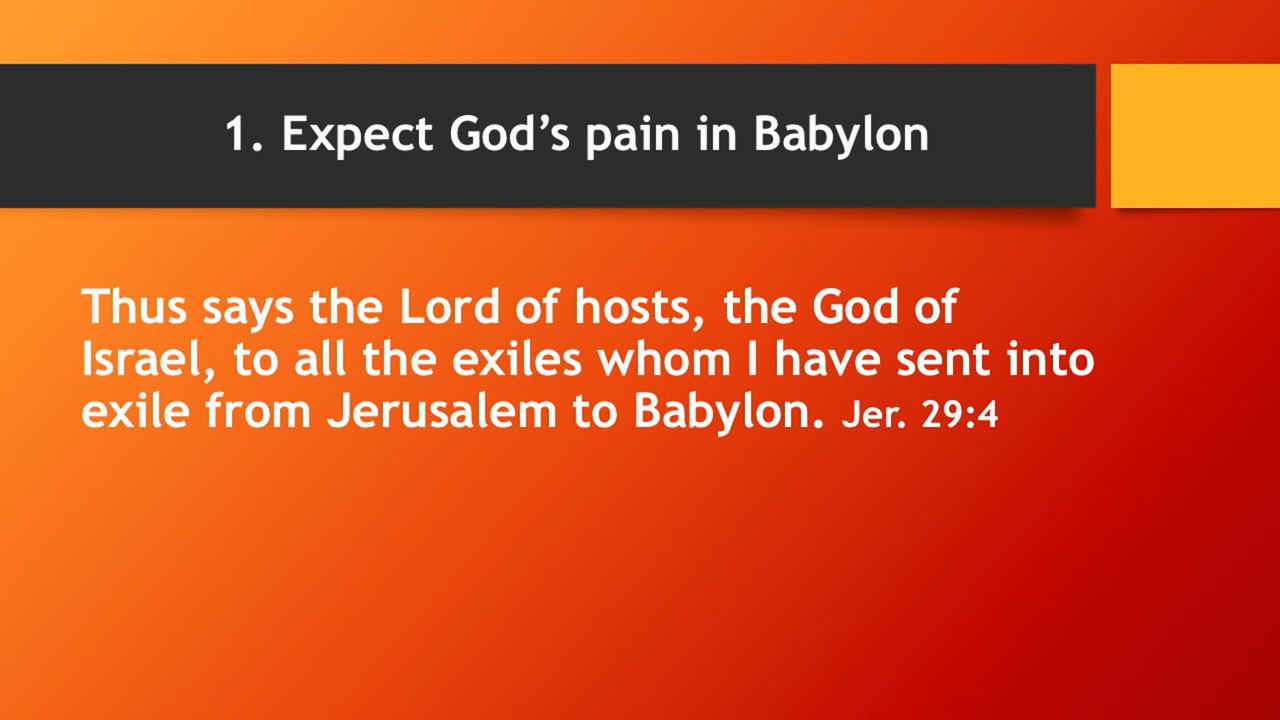 1. Expect God’s pain in Babylon
Thus says the Lord of hosts, the God of
Israel, to all the exiles whom I have sent into
exile from Jerusalem to Babylon. Jer. 29:4